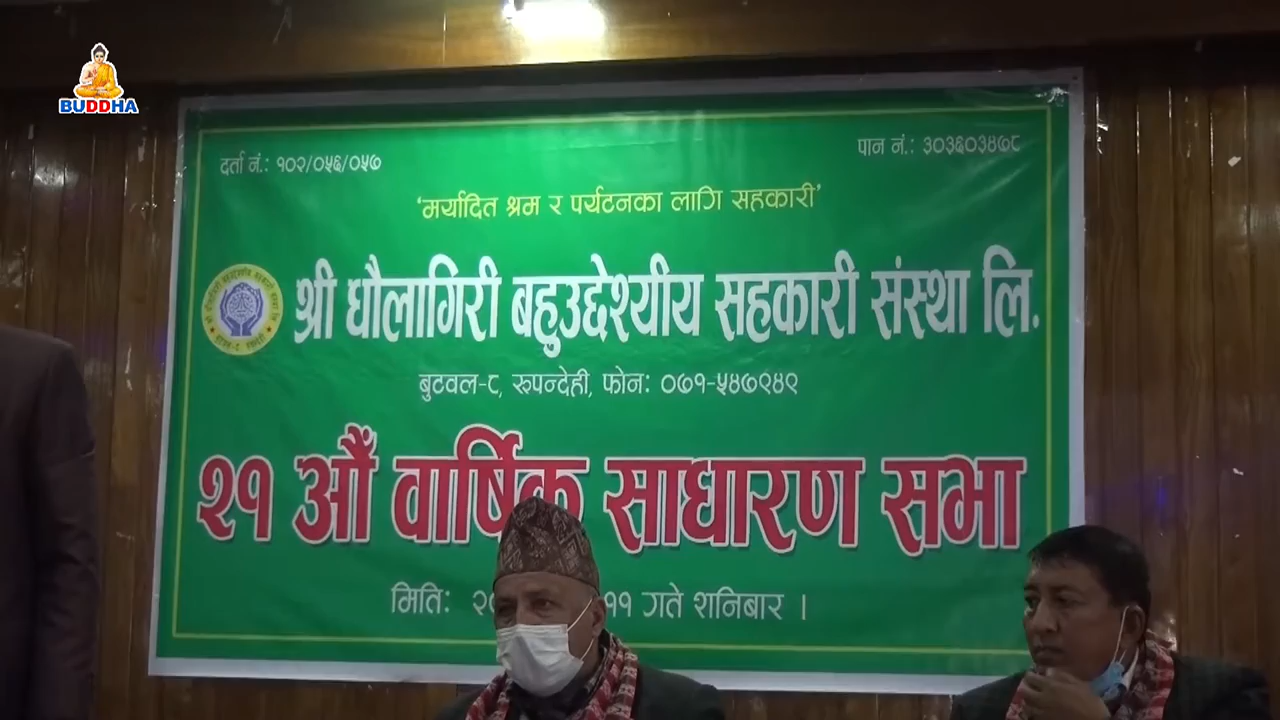 BUDDHA
दर्ता नं.: १०२/०५६/०५७
पान नं.: ३०३६०३४७८
‘मर्यादित श्रम र पर्यटनका लागि सहकारी’
श्री धौलागिरी बहुउद्देश्यीय सहकारी संस्था लि.
बुटवल-८, रुपन्देही, फोन: ०७१-५४७९४९
२१ औं वार्षिक साधारण सभा
मिति: ११ गते शनिबार ।